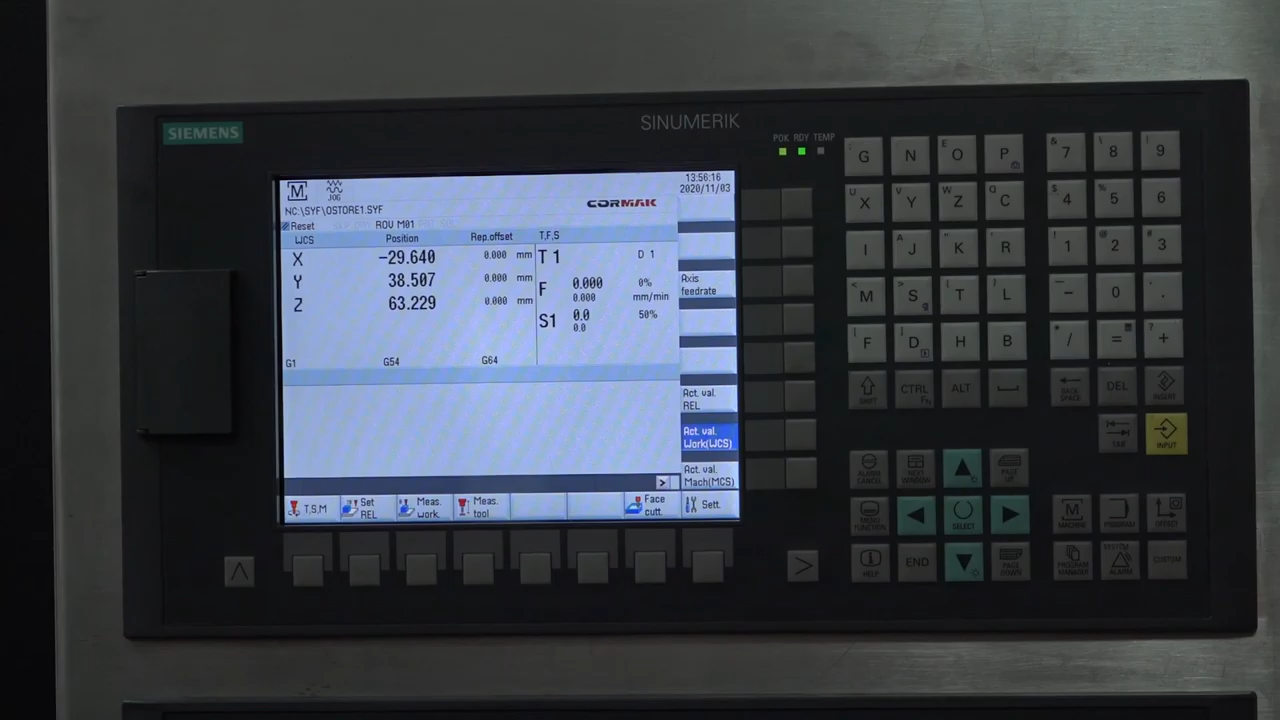 SIEMENS
SINUMERIK
POK RDY TEMP
M JOG
13:56:16
2020/11/03
NC:\SYF\OSTORE1.SYF
CORMAK
Reset
ROV M01
WCS Position Rep.offset T,F,S
X -29.640 0.000 mm T 1 D 1
Y 38.507 0.000 mm F 0.000 0%
0.000 mm/min
Z 63.229 0.000 mm S1 0.0 50%
0.0
G1 G54 G64
Axis
feedrate
Act. val.
REL
Act. val.
Work(WCS)
Act. val.
Mach(MCS)
>
T,S,M
Set
REL
Meas.
work.
Meas.
tool
Face
cutt.
Sett.
G N O E P
& 7 * 8 ( 9
X U Y V Z W C Q
$ 4 % 5 ^ 6
I J A K R
! 1 @ 2 # 3
M < S > T L
- 0 .
F [ D ] H B
/ * = + ?
SHIFT CTRL Fn ALT
BACK SPACE DEL INSERT
TAB INPUT
ALARM CANCEL NEXT WINDOW PAGE UP
MENU FUNCTION SELECT
MACHINE PROGRAM OFFSET
HELP END PAGE DOWN
PROGRAM MANAGER SYSTEM ALARM CUSTOM